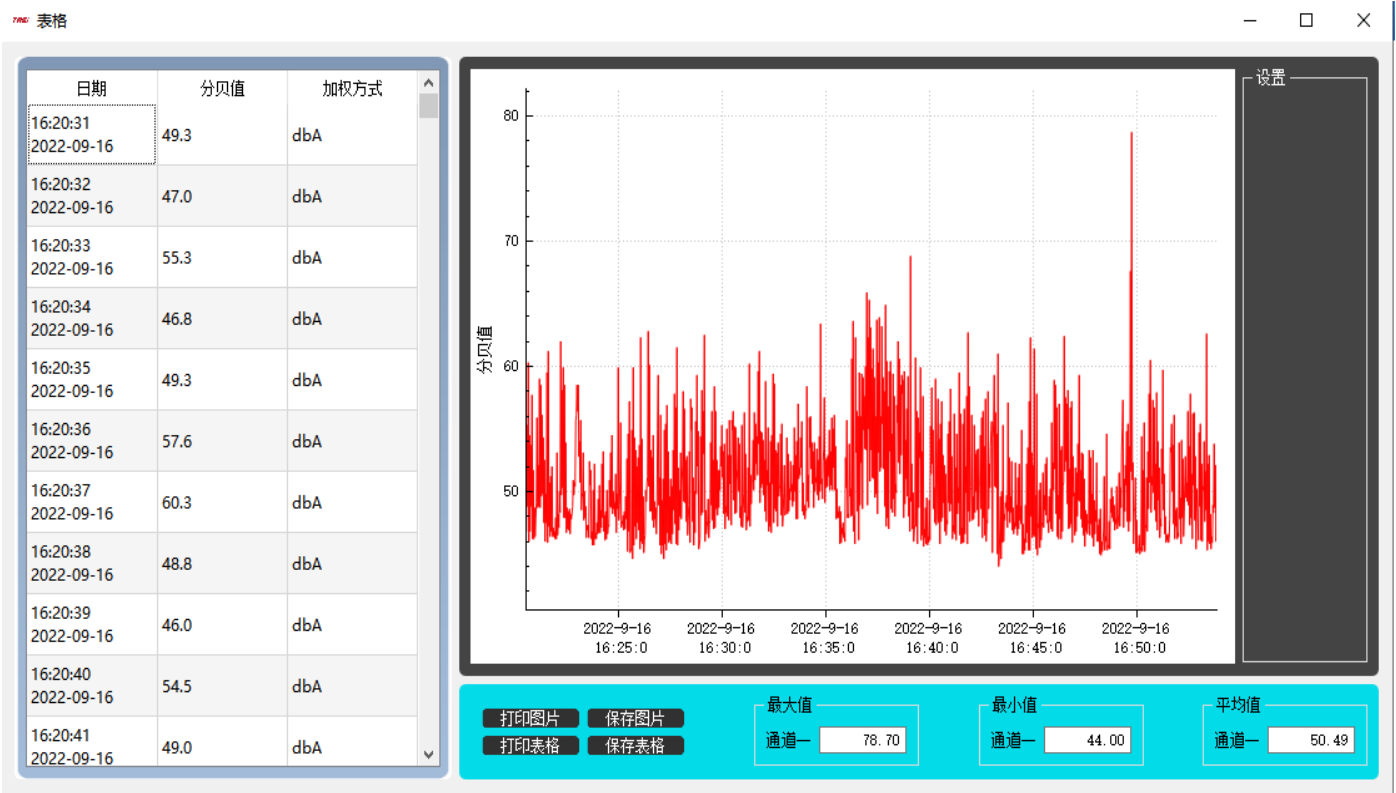 TASI 表格
日期 分贝值 加权方式
16:20:31
2022-09-16 49.3 dbA
16:20:32
2022-09-16 47.0 dbA
16:20:33
2022-09-16 55.3 dbA
16:20:34
2022-09-16 46.8 dbA
16:20:35
2022-09-16 49.3 dbA
16:20:36
2022-09-16 57.6 dbA
16:20:37
2022-09-16 60.3 dbA
16:20:38
2022-09-16 48.8 dbA
16:20:39
2022-09-16 46.0 dbA
16:20:40
2022-09-16 54.5 dbA
16:20:41
2022-09-16 49.0 dbA
分贝值
80
70
60
50
2022-9-16 2022-9-16 2022-9-16 2022-9-16 2022-9-16 2022-9-16
16:25:0 16:30:0 16:35:0 16:40:0 16:45:0 16:50:0
设置
打印图片 保存图片
打印表格 保存表格
最大值
通道一 78.70
最小值
通道一 44.00
平均值
通道一 50.49